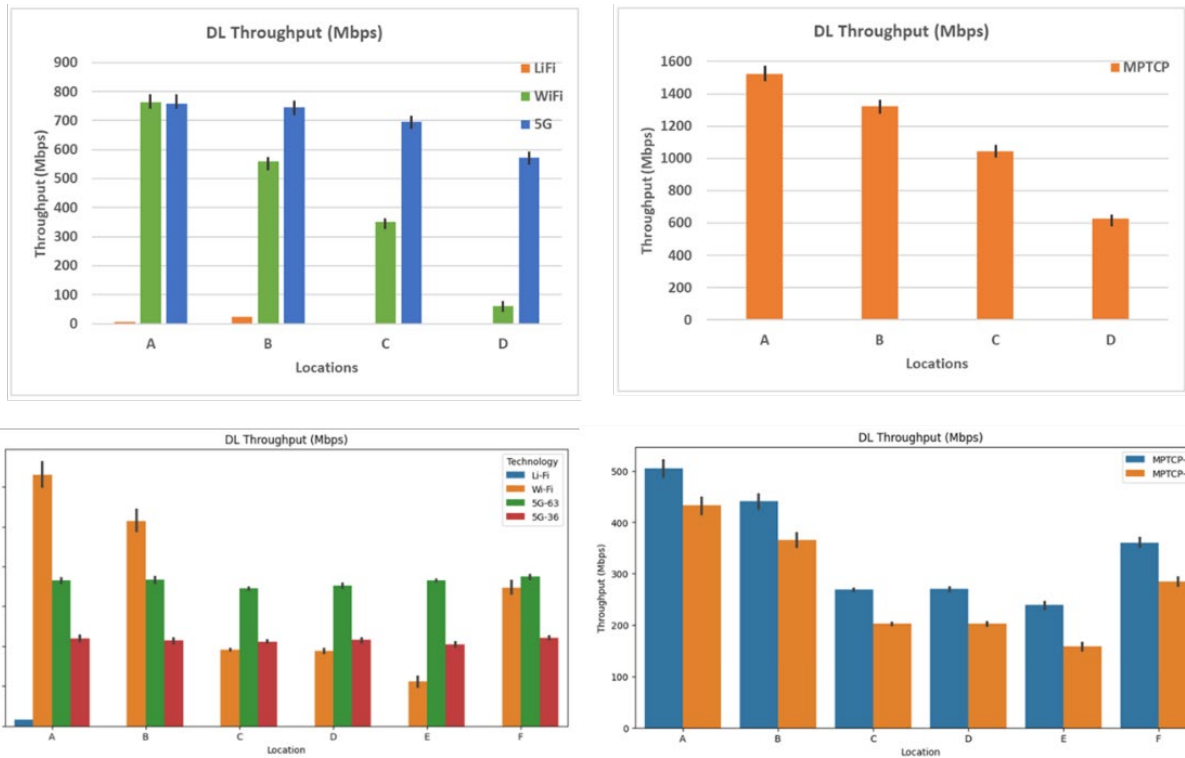 DL Throughput (Mbps)
900
800
700
600
500
400
300
200
100
0
Throughput (Mbps)
LiFi
WiFi
5G
A B C D
Locations
DL Throughput (Mbps)
1600
1400
1200
1000
800
600
400
200
0
Throughput (Mbps)
MPTCP
A B C D
Locations
DL Throughput (Mbps)
Technology
Li-Fi
Wi-Fi
5G-63
5G-36
A B C D E F
Location
DL Throughput (Mbps)
500
400
300
200
100
0
Throughput (Mbps)
MPTCP-
MPTCP-
A B C D E F
Location